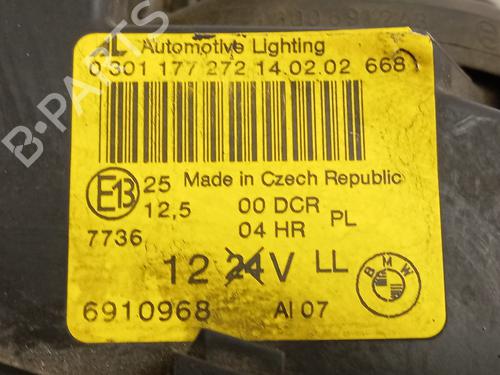 AL Automotive Lighting
0 301 177 272 14.02.02 668
E13 25 Made in Czech Republic
12,5 00 DCR PL
7736 04 HR
12 24 V LL
BMW
6910968 AI 07
B-PARTS